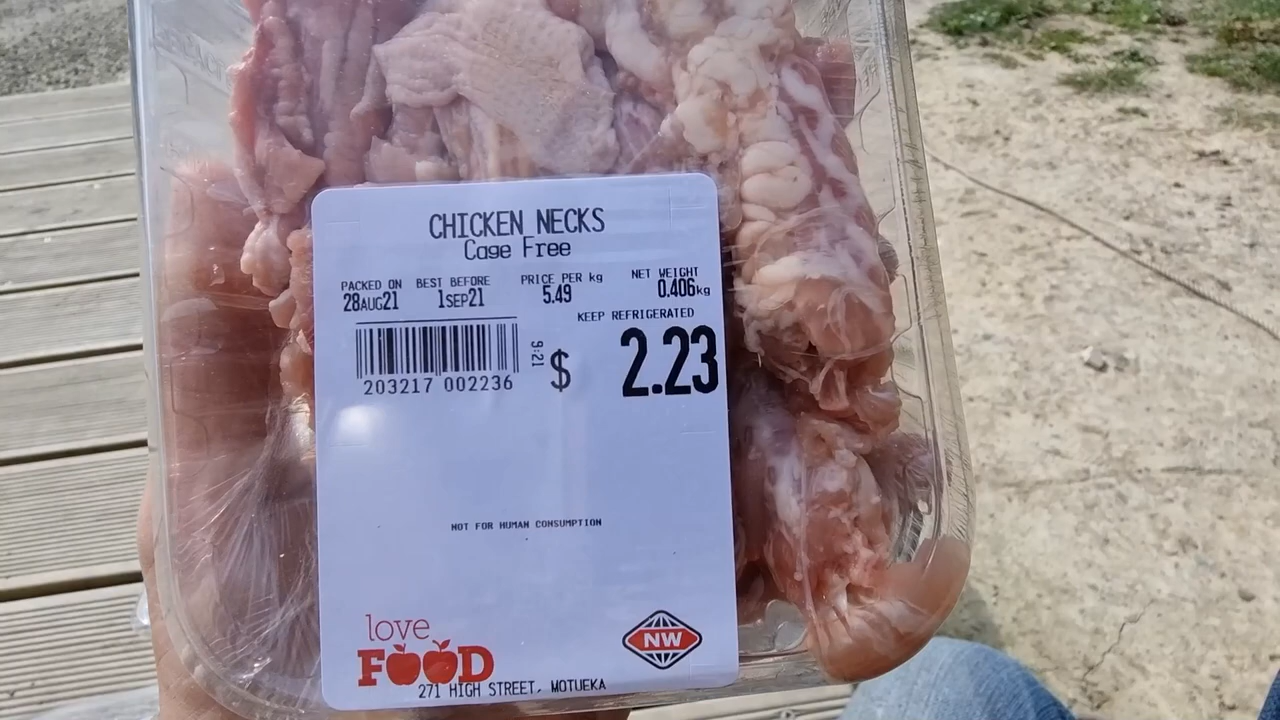 CHICKEN NECKS
Cage Free
PACKED ON BEST BEFORE PRICE PER kg NET WEIGHT
28AUG21 1SEP21 5.49 0.406kg
KEEP REFRIGERATED
9:21 $ 2.23
203217 002236
NOT FOR HUMAN CONSUMPTION
love
FOOD
NW
271 HIGH STREET, MOTUEKA